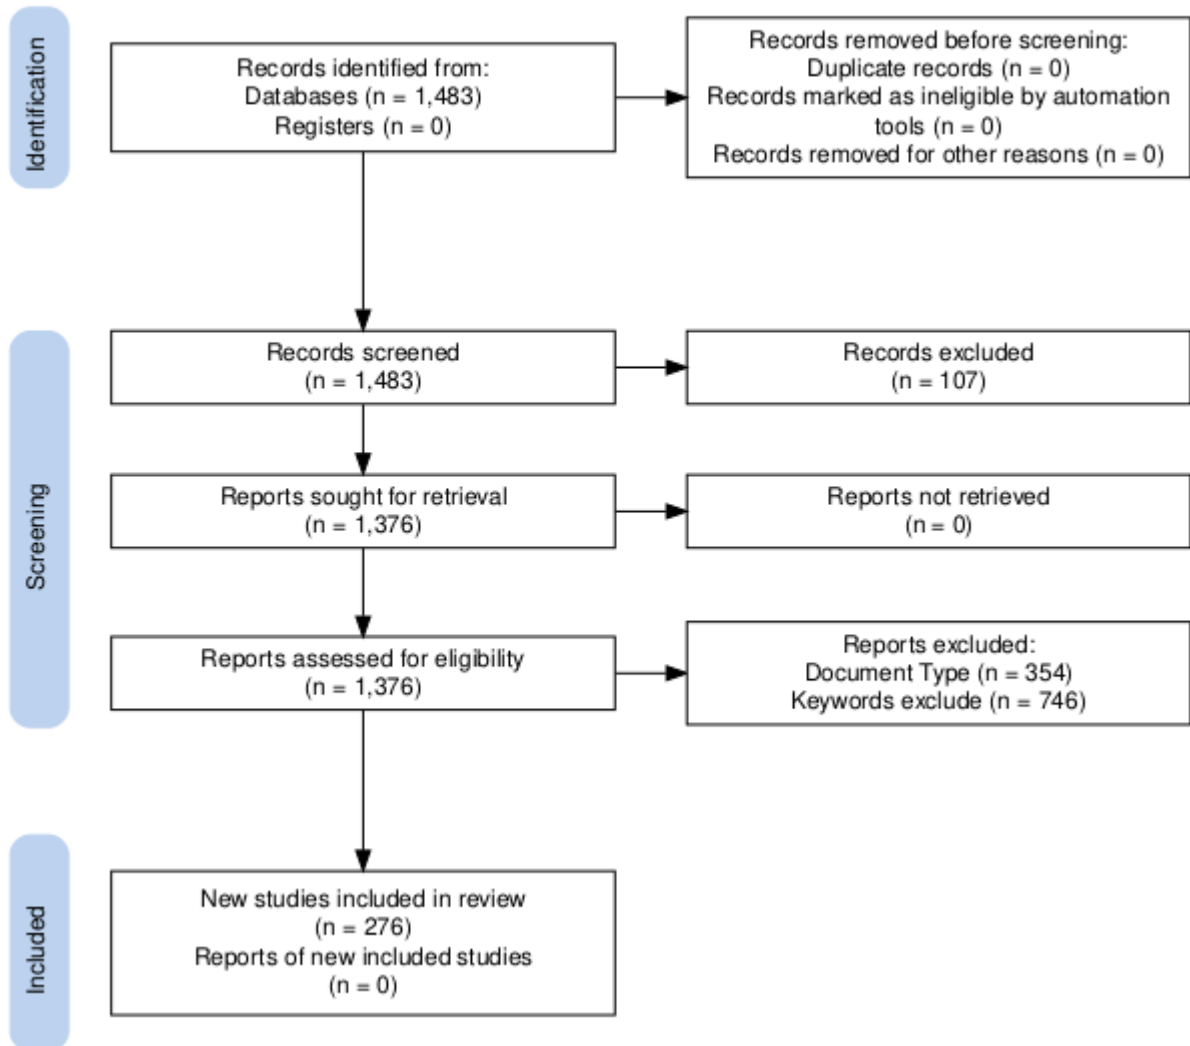 Identification
Records identified from:
Databases (n = 1,483)
Registers (n = 0)
Records removed before screening:
Duplicate records (n = 0)
Records marked as ineligible by automation
tools (n = 0)
Records removed for other reasons (n = 0)
Screening
Records screened
(n = 1,483)
Records excluded
(n = 107)
Reports sought for retrieval
(n = 1,376)
Reports not retrieved
(n = 0)
Reports assessed for eligibility
(n = 1,376)
Reports excluded:
Document Type (n = 354)
Keywords exclude (n = 746)
Included
New studies included in review
(n = 276)
Reports of new included studies
(n = 0)